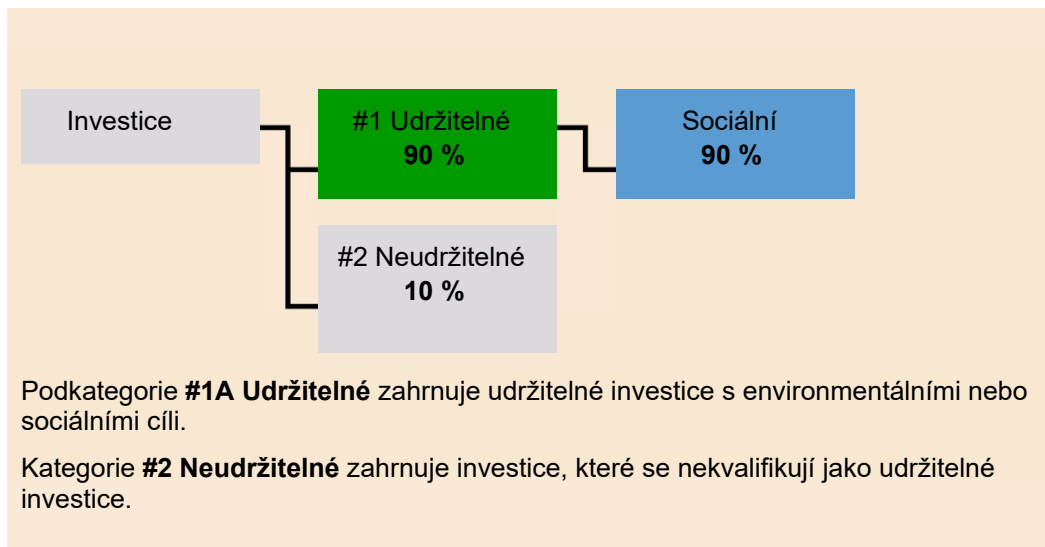 Investice
#1 Udržitelné
90 %
Sociální
90 %
#2 Neudržitelné
10 %
Podkategorie #1A Udržitelné zahrnuje udržitelné investice s environmentálními nebo
sociálními cíli.
Kategorie #2 Neudržitelné zahrnuje investice, které se nekvalifikují jako udržitelné
investice.